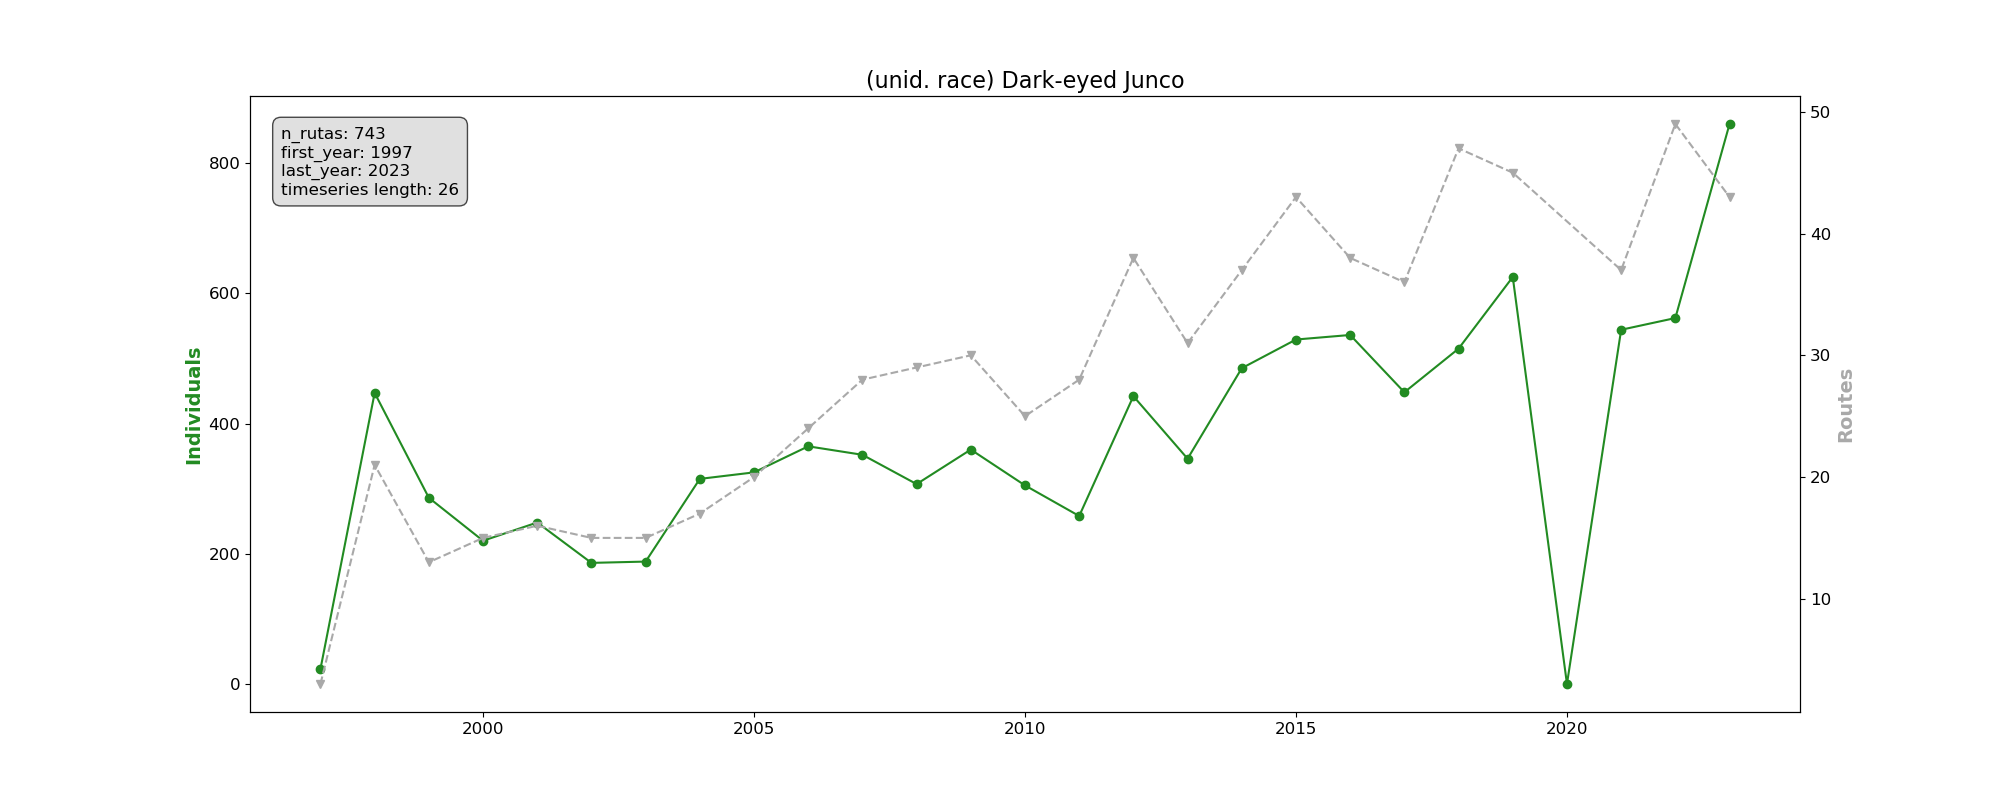 (unid. race) Dark-eyed Junco
n_rutas: 743
first_year: 1997
last_year: 2023
timeseries length: 26
800
600
400
200
0
Individuals
50
40
30
20
10
Routes
2000
2005
2010
2015
2020